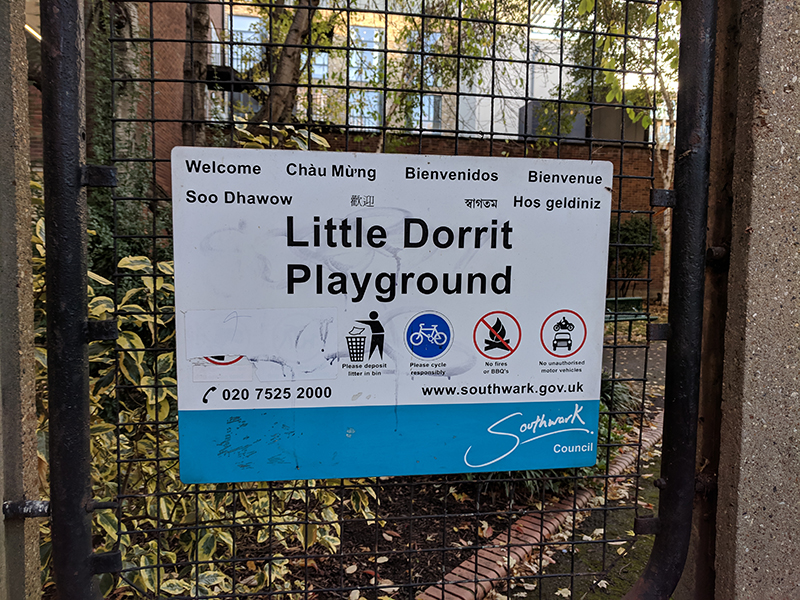 Welcome Chàu Mừng Bienvenidos Bienvenue
Soo Dhawow 歡迎 স্বাগতম Hos geldiniz
Little Dorrit
Playground
Please deposit
litter in bin
Please cycle
responsibly
No fires
or BBQ's
No unauthorised
motor vehicles
020 7525 2000 www.southwark.gov.uk
Southwark
Council